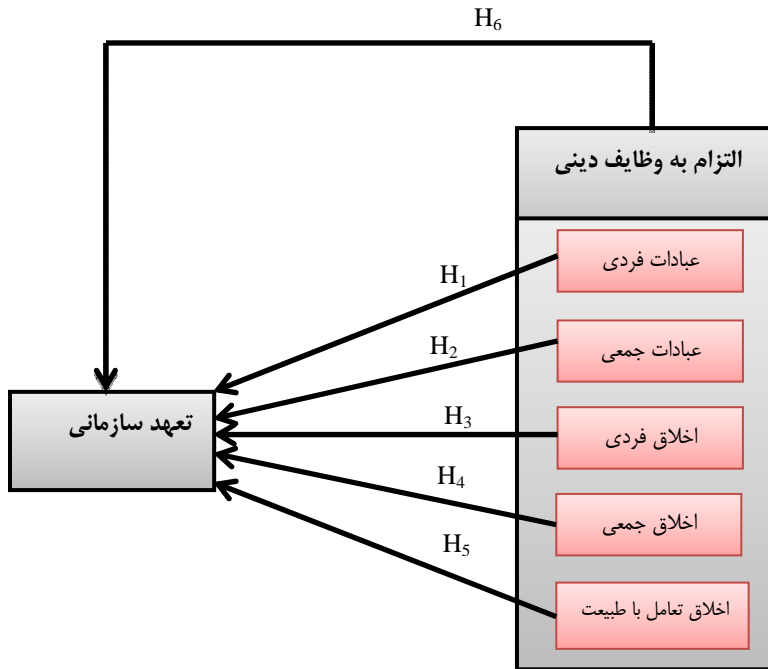 H₆
التزام به وظایف دینی
عبادات فردی
H₁
عبادات جمعی
H₂
تعهد سازمانی
اخلاق فردی
H₃
اخلاق جمعی
H₄
اخلاق تعامل با طبیعت
H₅